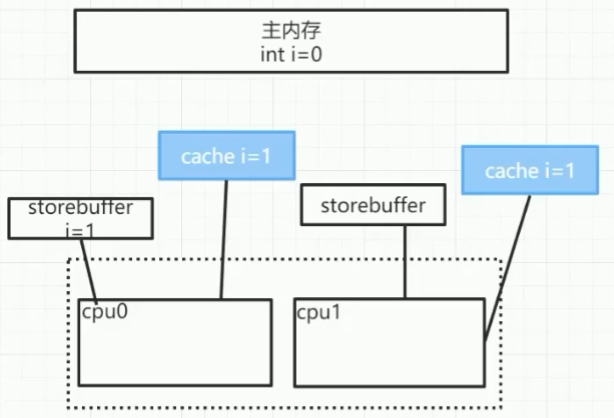 主内存
int i=0
cache i=1
cache i=1
storebuffer
i=1
storebuffer
cpu0
cpu1